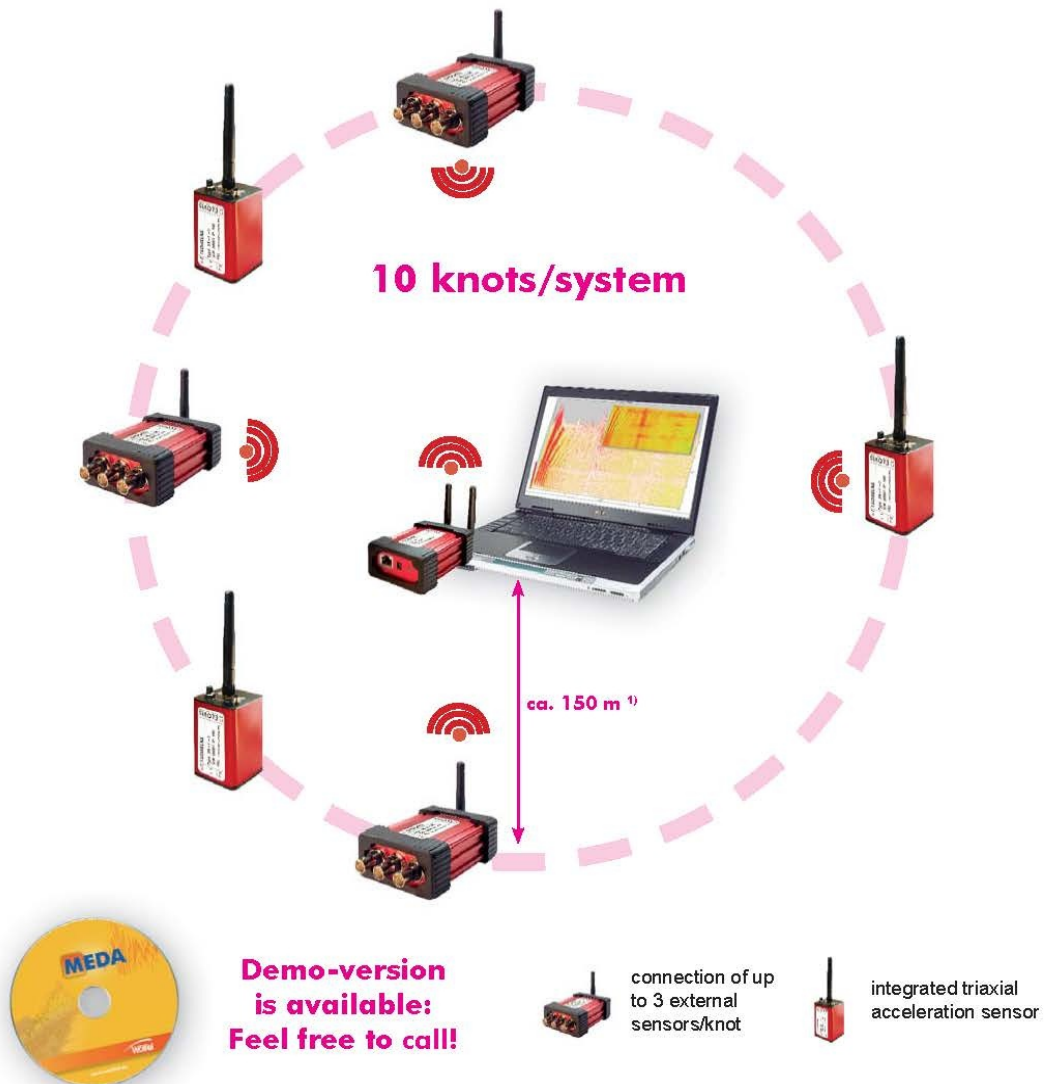 10 knots/system
ca. 150 m ¹⁾
MEDA
Demo-version
is available:
Feel free to call!
connection of up
to 3 external
sensors/knot
integrated triaxial
acceleration sensor